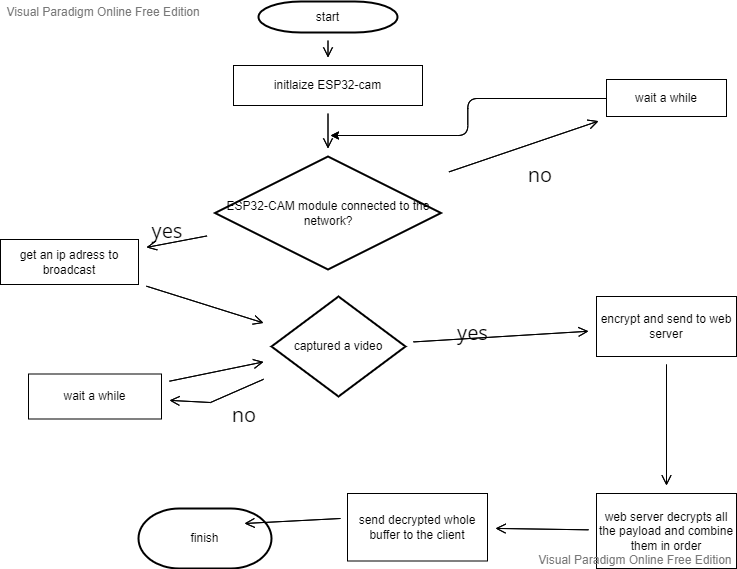 Visual Paradigm Online Free Edition
start
initlaize ESP32-cam
wait a while
no
ESP32-CAM module connected to the
network?
yes
get an ip adress to
broadcast
captured a video
yes
encrypt and send to web
server
wait a while
no
web server decrypts all
the payload and combine
them in order
send decrypted whole
buffer to the client
finish
Visual Paradigm Online Free Edition